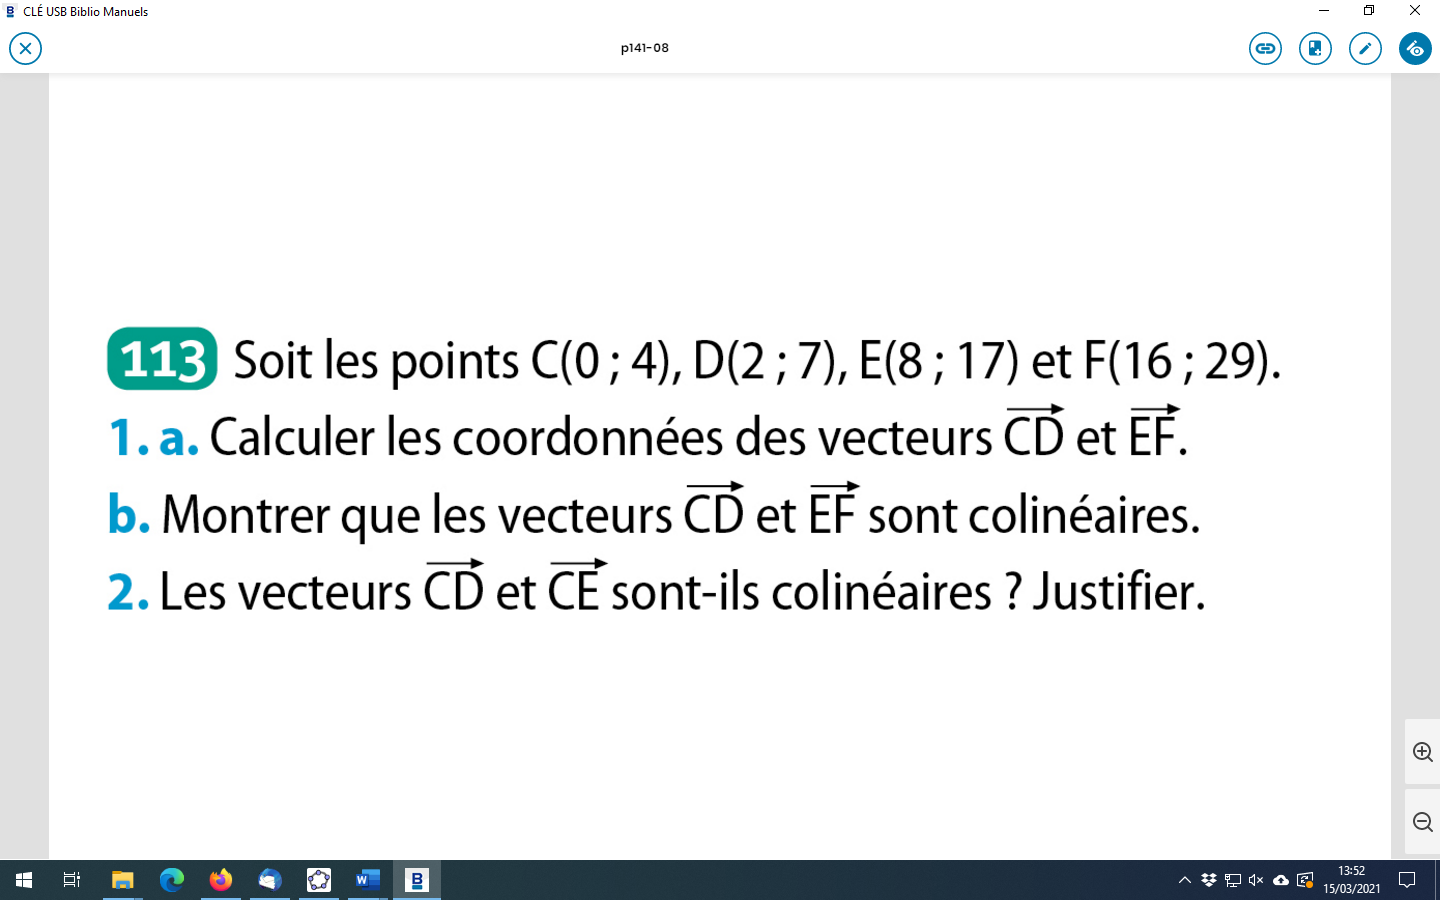 CLÉ USB Biblio Manuels
p141-08
113 Soit les points C(0 ; 4), D(2 ; 7), E(8 ; 17) et F(16 ; 29).
1. a. Calculer les coordonnées des vecteurs CD et EF.
b. Montrer que les vecteurs CD et EF sont colinéaires.
2. Les vecteurs CD et CE sont-ils colinéaires ? Justifier.
13:52
15/03/2021